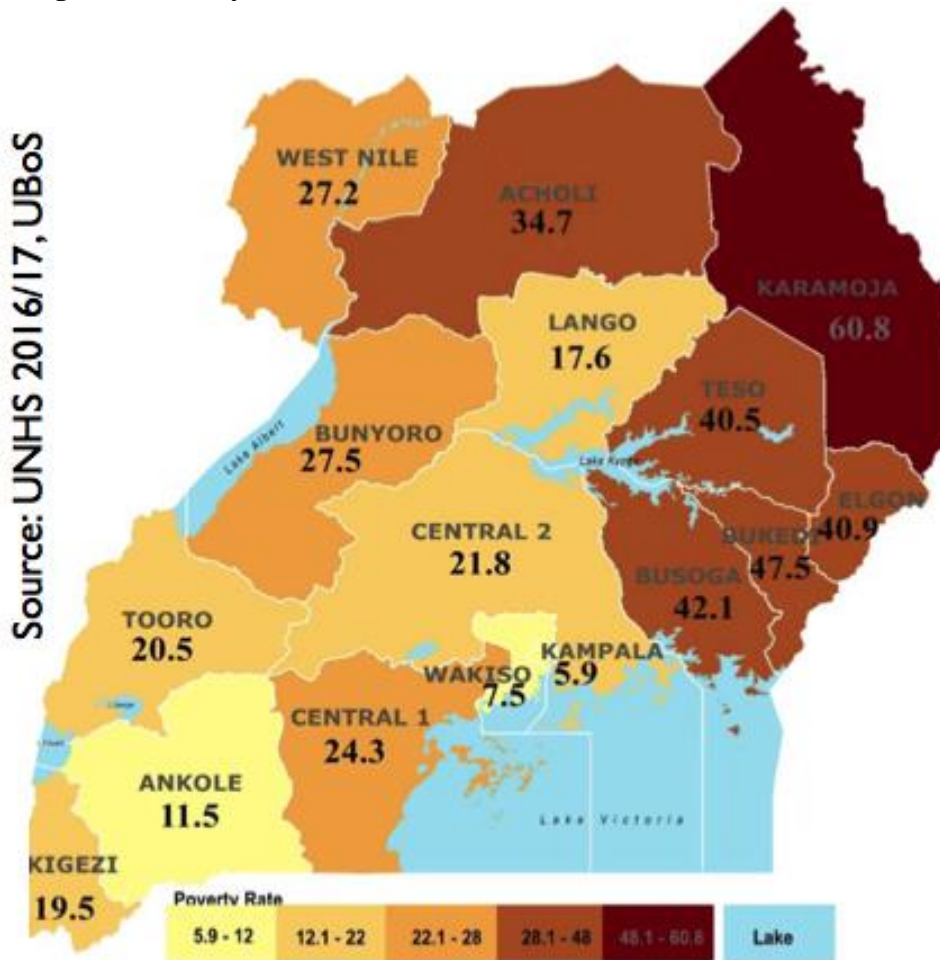 Source: UNHS 2016/17, UBoS
WEST NILE
27.2
ACHOLI
34.7
KARAMOJA
60.8
LANGO
17.6
TESO
40.5
Lake Albert
BUNYORO
27.5
Lake Kyoga
ELGON
40.9
CENTRAL 2
21.8
BUKEDI
47.5
BUSOGA
42.1
TOORO
20.5
KAMPALA
5.9
WAKISO
7.5
CENTRAL 1
24.3
ANKOLE
11.5
Lake Victoria
KIGEZI
19.5
Poverty Rate
5.9 - 12
12.1 - 22
22.1 - 28
28.1 - 48
48.1 - 60.8
Lake